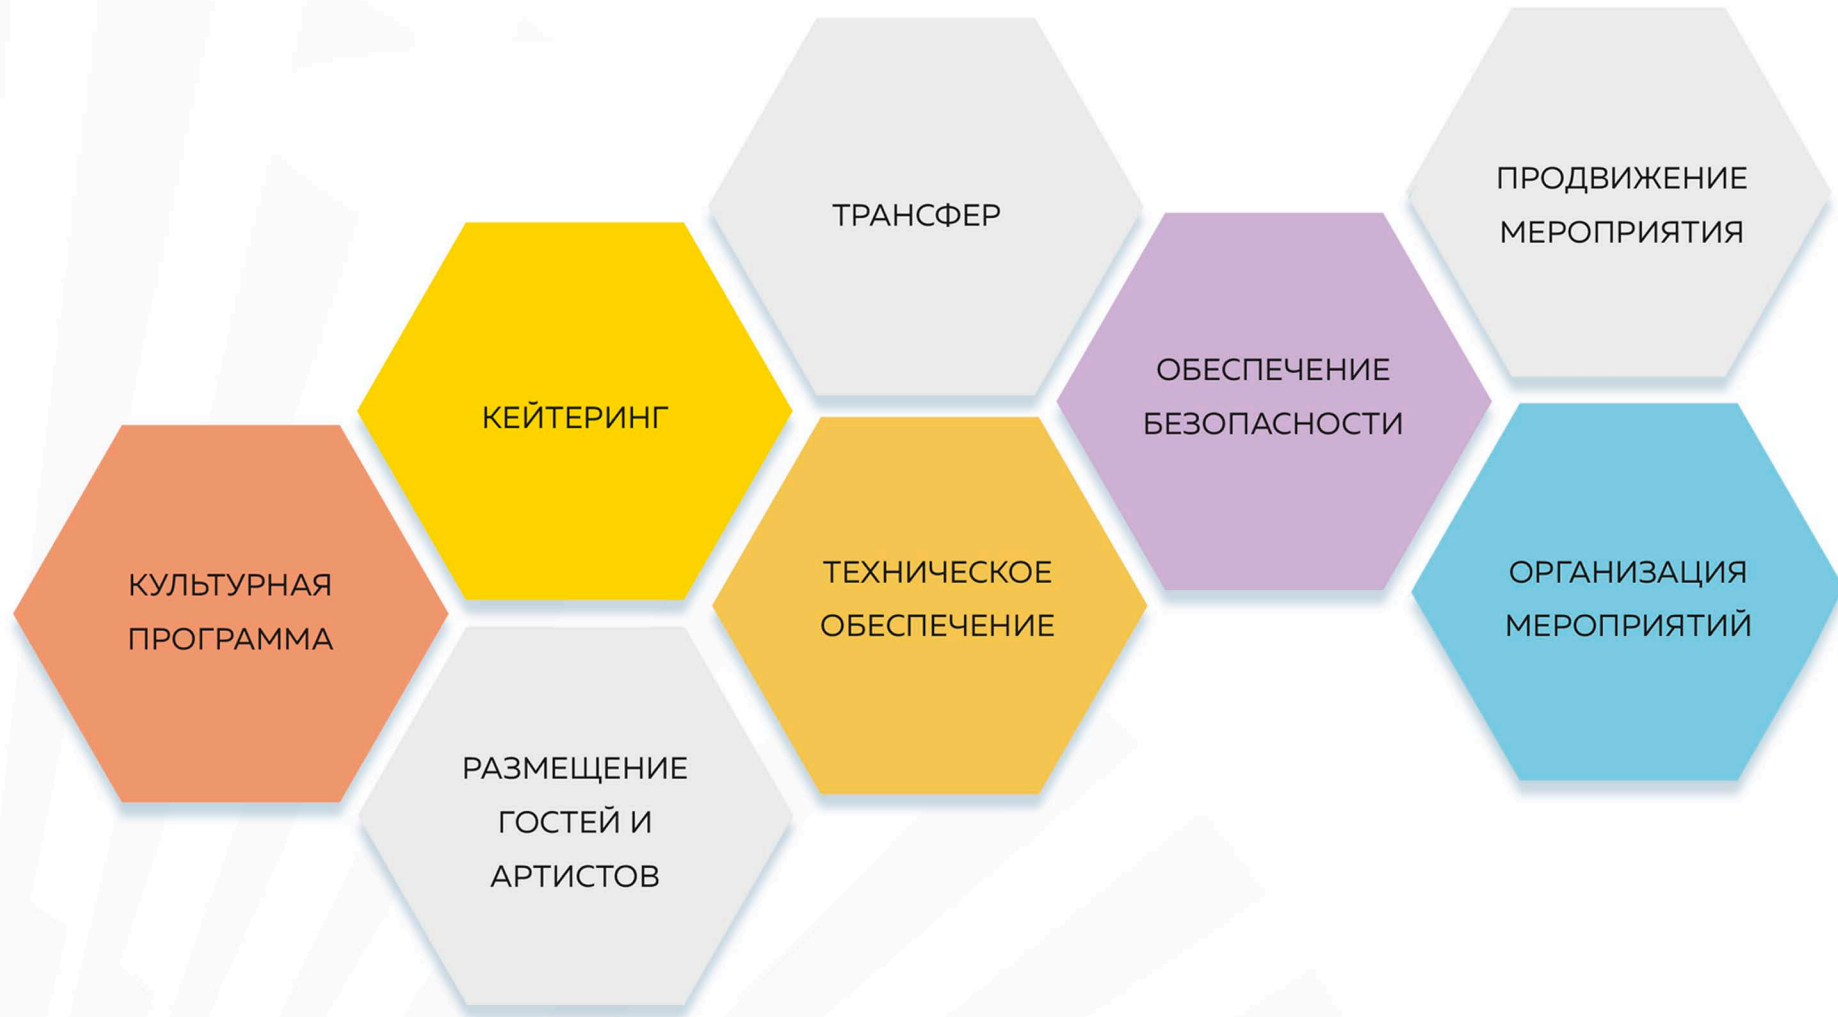 ТРАНСФЕР
ПРОДВИЖЕНИЕ
МЕРОПРИЯТИЯ
КЕЙТЕРИНГ
ОБЕСПЕЧЕНИЕ
БЕЗОПАСНОСТИ
КУЛЬТУРНАЯ
ПРОГРАММА
ТЕХНИЧЕСКОЕ
ОБЕСПЕЧЕНИЕ
ОРГАНИЗАЦИЯ
МЕРОПРИЯТИЙ
РАЗМЕЩЕНИЕ
ГОСТЕЙ И
АРТИСТОВ